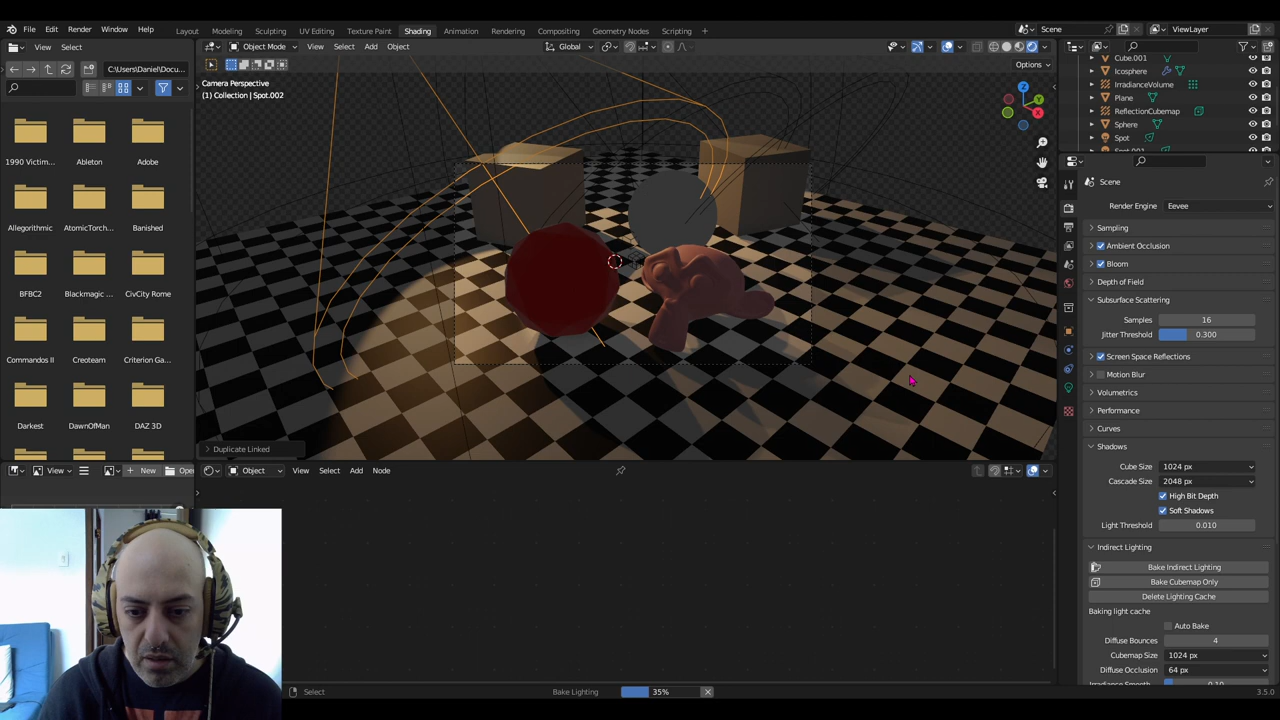 File Edit Render Window Help
Layout Modeling Sculpting UV Editing Texture Paint Shading Animation Rendering Compositing Geometry Nodes Scripting +
Scene
ViewLayer
View Select
Object Mode View Select Add Object
Global
Options
C:\Users\Daniel\Docu...
1990 Victim... Ableton Adobe
Allegorithmic AtomicTorch... Banished
BFBC2 Blackmagic ... CivCity Rome
Commandos II Croteam Criterion Ga...
Darkest DawnOfMan DAZ 3D
Camera Perspective
(1) Collection | Spot.002
Z
Y
X
Duplicate Linked
Cube.001
Icosphere
IrradianceVolume
Plane
ReflectionCubemap
Sphere
Spot
Spot.001
Scene
Render Engine Eevee
Sampling
Ambient Occlusion
Bloom
Depth of Field
Subsurface Scattering
Samples 16
Jitter Threshold 0.300
Screen Space Reflections
Motion Blur
Volumetrics
Performance
Curves
Shadows
Cube Size 1024 px
Cascade Size 2048 px
High Bit Depth
Soft Shadows
Light Threshold 0.010
Indirect Lighting
Bake Indirect Lighting
Bake Cubemap Only
Delete Lighting Cache
Baking light cache
Auto Bake
Diffuse Bounces 4
Cubemap Size 1024 px
Diffuse Occlusion 64 px
Irradiance Smooth 0.10
View + New Open
Object View Select Add Node
Select
Bake Lighting 35%
3.5.0